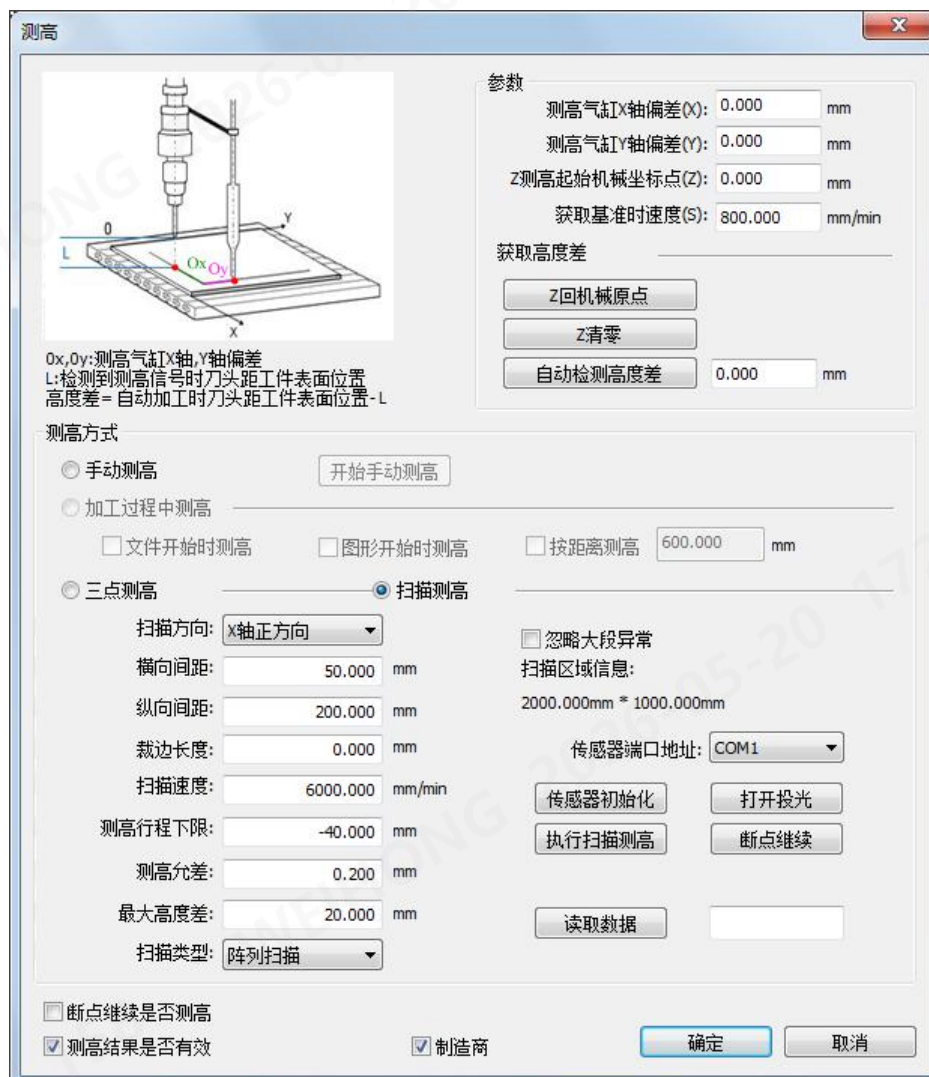 测高
0
Y
L
Ox
Oy
X
Ox,Oy:测高气缸X轴,Y轴偏差
L:检测到测高信号时刀头距工件表面位置
高度差=自动加工时刀头距工件表面位置-L
参数
测高气缸X轴偏差(X): 0.000 mm
测高气缸Y轴偏差(Y): 0.000 mm
Z测高起始机械坐标点(Z): 0.000 mm
获取基准时速度(S): 800.000 mm/min
获取高度差
Z回机械原点
Z清零
自动检测高度差 0.000 mm
测高方式
手动测高 开始手动测高
加工过程中测高
文件开始时测高 图形开始时测高 按距离测高 600.000 mm
三点测高 扫描测高
扫描方向: X轴正方向
横向间距: 50.000 mm
纵向间距: 200.000 mm
裁边长度: 0.000 mm
扫描速度: 6000.000 mm/min
测高行程下限: -40.000 mm
测高允差: 0.200 mm
最大高度差: 20.000 mm
扫描类型: 阵列扫描
忽略大段异常
扫描区域信息:
2000.000mm * 1000.000mm
传感器端口地址: COM1
传感器初始化 打开投光
执行扫描测高 断点继续
读取数据
断点继续是否测高
测高结果是否有效 制造商 确定 取消